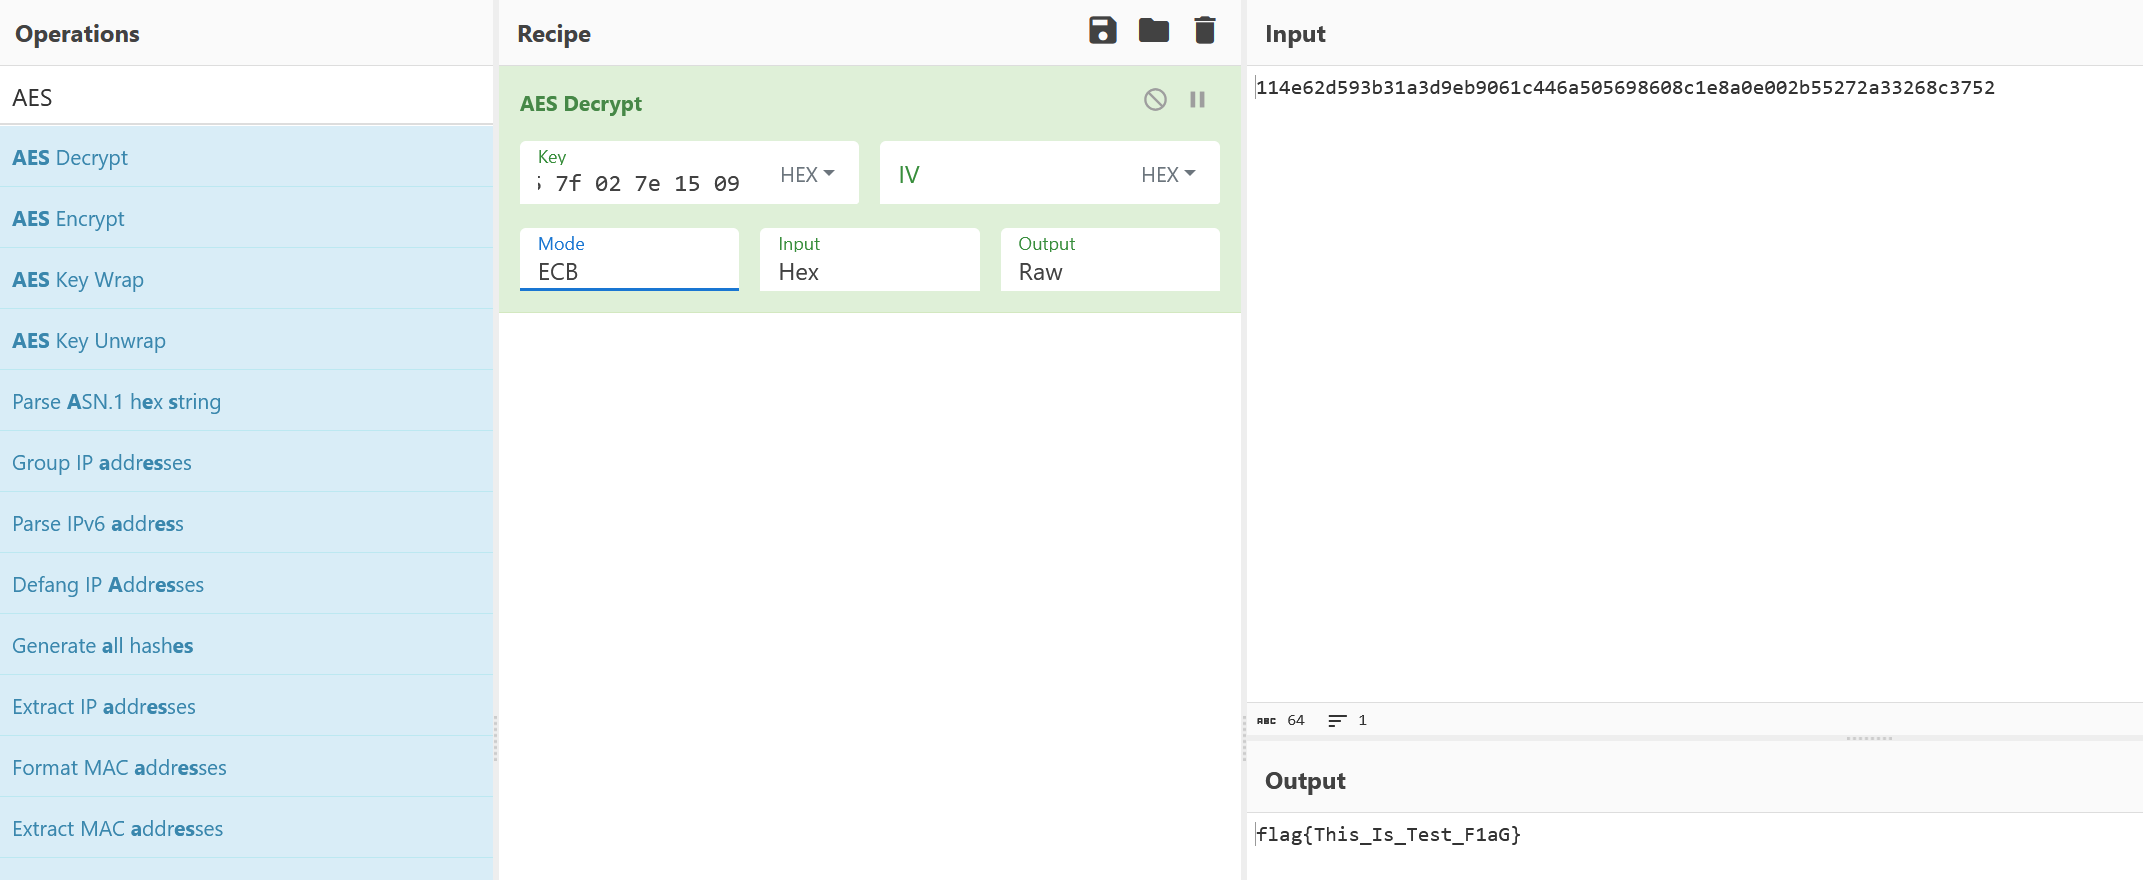 Operations
AES
AES Decrypt
AES Encrypt
AES Key Wrap
AES Key Unwrap
Parse ASN.1 hex string
Group IP addresses
Parse IPv6 address
Defang IP Addresses
Generate all hashes
Extract IP addresses
Format MAC addresses
Extract MAC addresses
Recipe
AES Decrypt
Key
7f 02 7e 15 09
HEX
IV
HEX
Mode
ECB
Input
Hex
Output
Raw
Input
114e62d593b31a3d9eb9061c446a505698608c1e8a0e002b55272a33268c3752
ABC 64 1
Output
flag{This_Is_Test_F1aG}